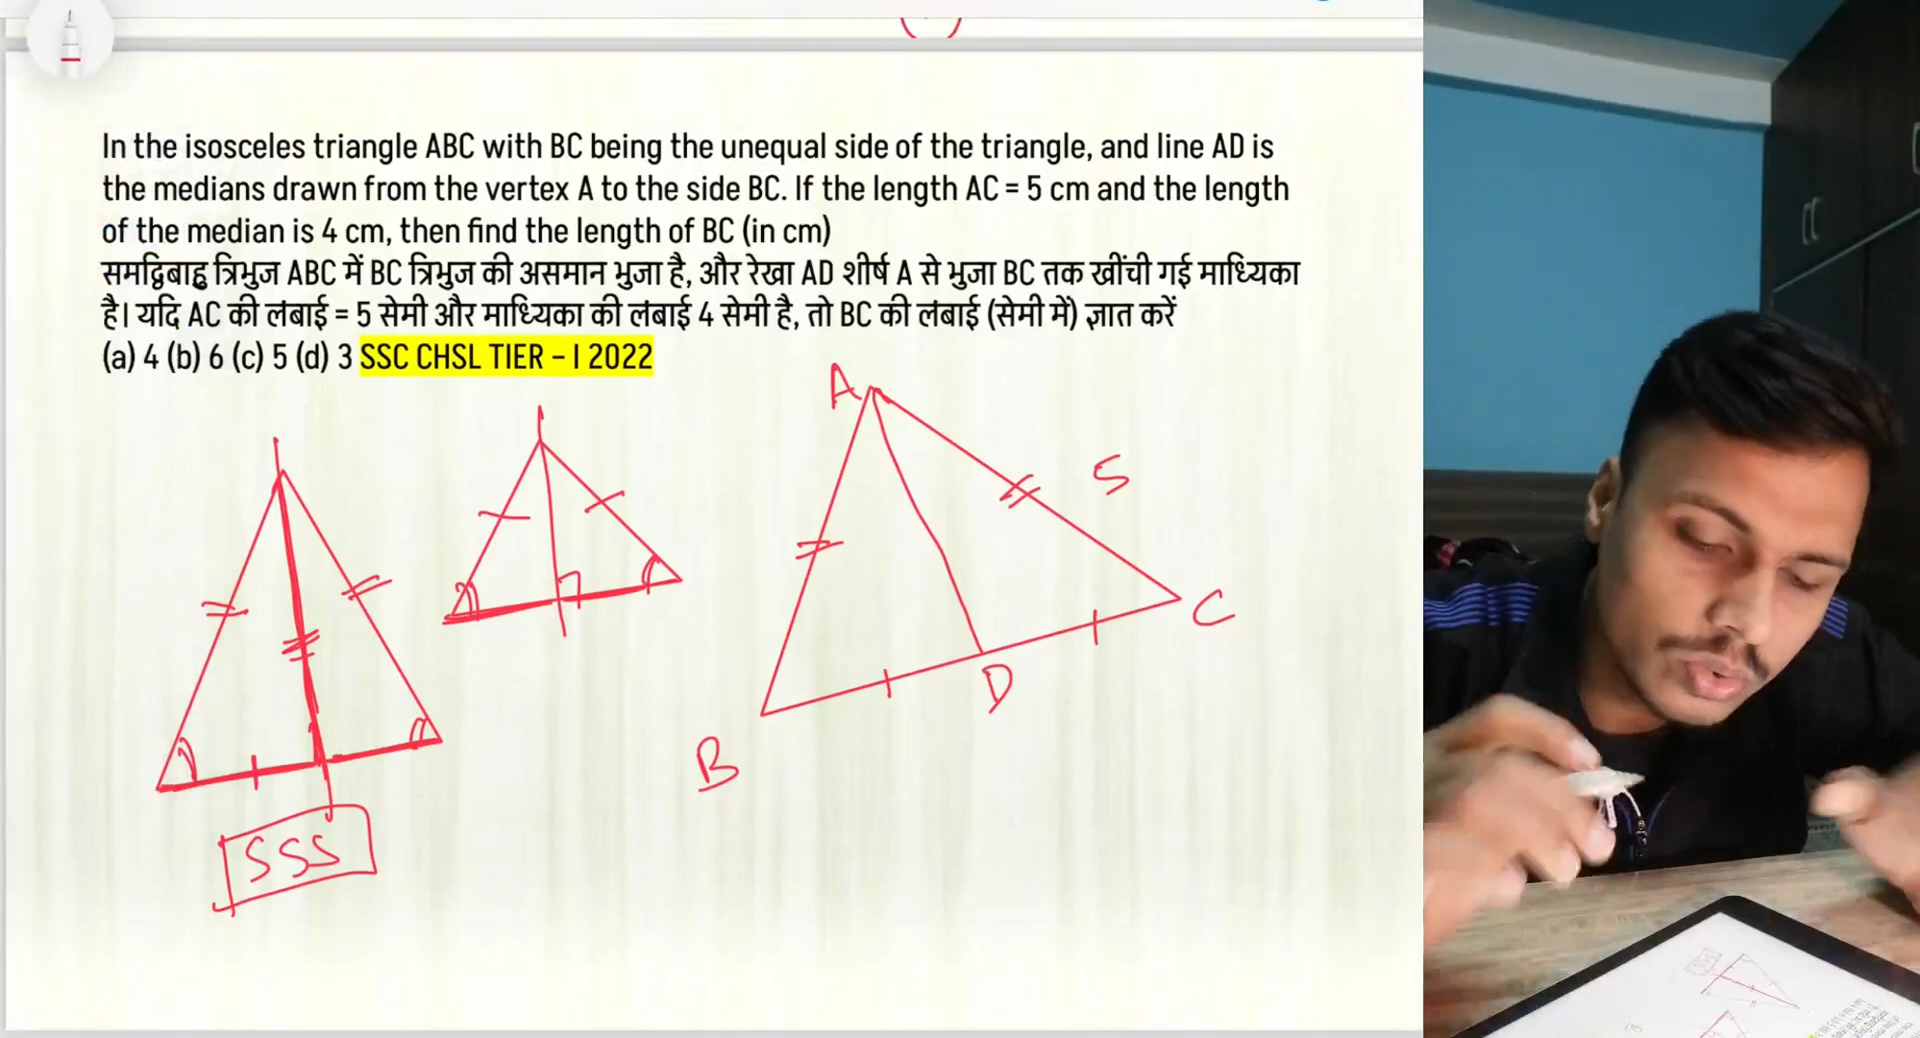 In the isosceles triangle ABC with BC being the unequal side of the triangle, and line AD is
the medians drawn from the vertex A to the side BC. If the length AC = 5 cm and the length
of the median is 4 cm, then find the length of BC (in cm)
समद्विबाहु त्रिभुज ABC में BC त्रिभुज की असमान भुजा है, और रेखा AD शीर्ष A से भुजा BC तक खींची गई माध्यिका
है। यदि AC की लंबाई = 5 सेमी और माध्यिका की लंबाई 4 सेमी है, तो BC की लंबाई (सेमी में) ज्ञात करें
(a) 4 (b) 6 (c) 5 (d) 3 SSC CHSL TIER – I 2022
A
5
C
D
B
SSS